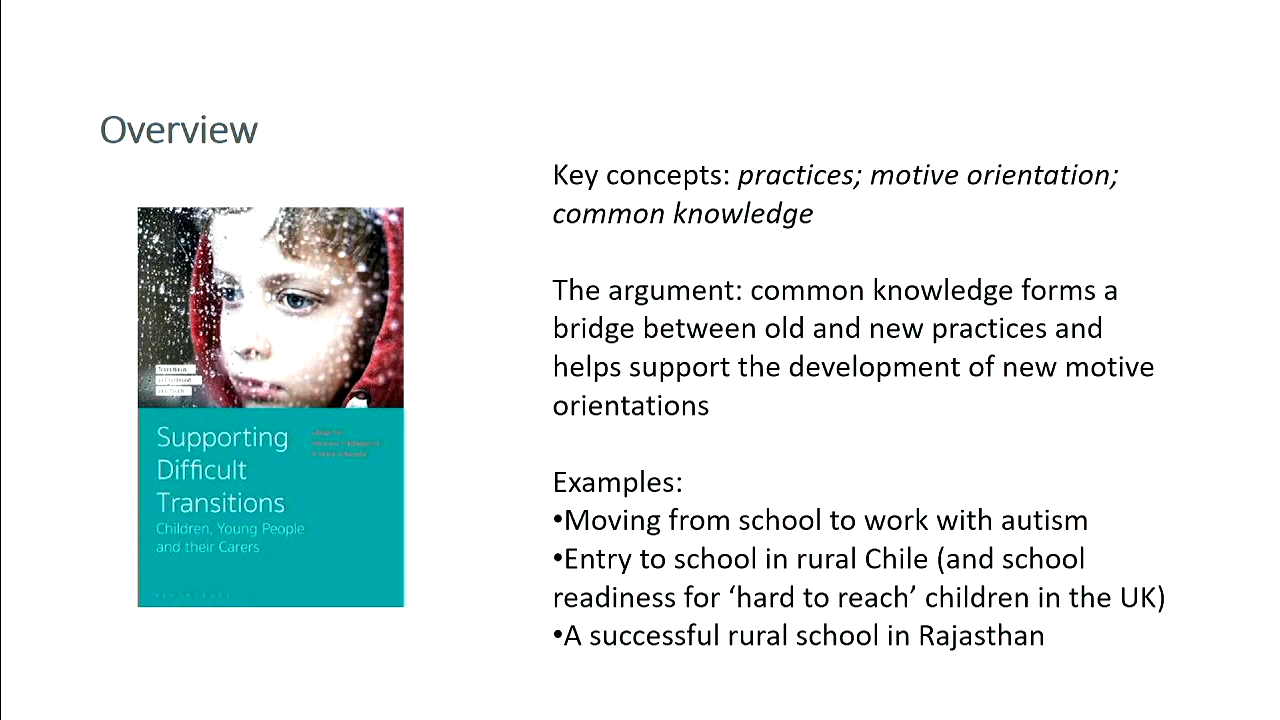 Overview
Key concepts: practices; motive orientation;
common knowledge
The argument: common knowledge forms a
bridge between old and new practices and
helps support the development of new motive
orientations
Examples:
•Moving from school to work with autism
•Entry to school in rural Chile (and school
readiness for ‘hard to reach’ children in the UK)
•A successful rural school in Rajasthan
Transitions
Supporting
Difficult
Transitions
Children, Young People
and their Carers